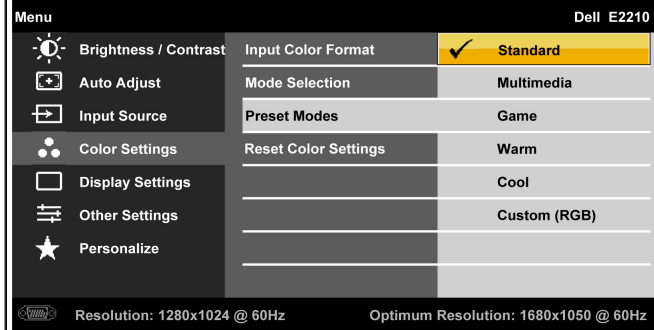 Menu Dell E2210
Brightness / Contrast Input Color Format Standard
Auto Adjust Mode Selection Multimedia
Input Source Preset Modes Game
Color Settings Reset Color Settings Warm
Display Settings Cool
Other Settings Custom (RGB)
Personalize
Resolution: 1280x1024 @ 60Hz Optimum Resolution: 1680x1050 @ 60Hz